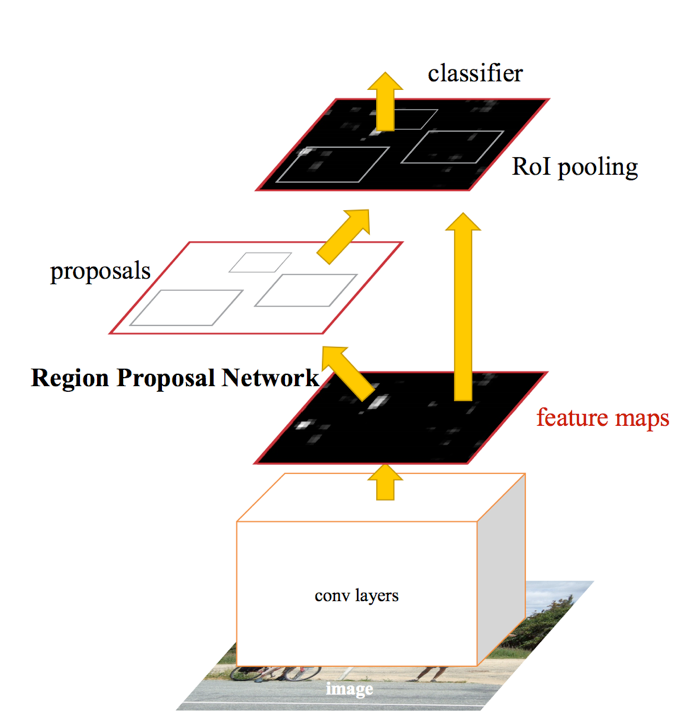 classifier
RoI pooling
proposals
Region Proposal Network
feature maps
conv layers
image